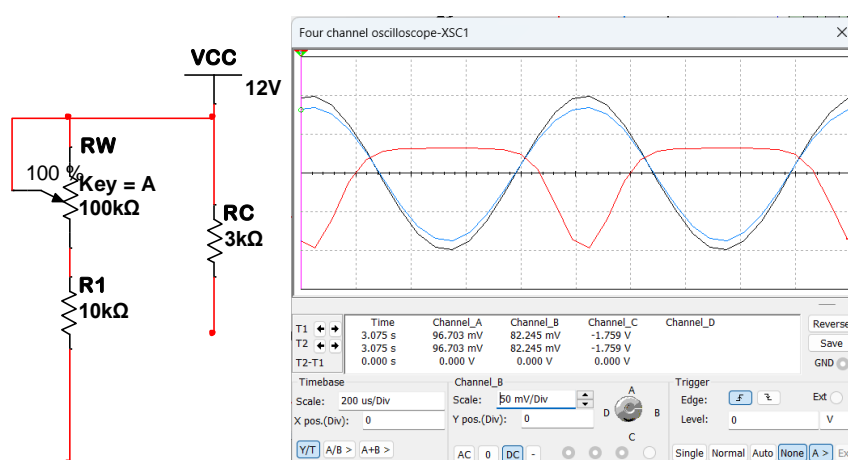 VCC
12V
RW
100 %
Key = A
100kΩ
RC
3kΩ
R1
10kΩ
Four channel oscilloscope-XSC1
Time Channel_A Channel_B Channel_C Channel_D
T1 3.075 s 96.703 mV 82.245 mV -1.759 V
T2 3.075 s 96.703 mV 82.245 mV -1.759 V
T2-T1 0.000 s 0.000 V 0.000 V 0.000 V
Reverse
Save
GND
Timebase
Scale: 200 us/Div
X pos.(Div): 0
Y/T A/B > A+B >
Channel_B
Scale: 50 mV/Div
Y pos.(Div): 0
AC 0 DC -
A
D B
C
Trigger
Edge: Ext
Level: 0 V
Single Normal Auto None A >